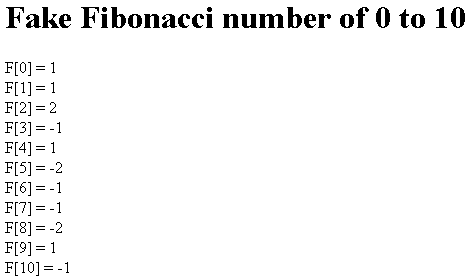 Fake Fibonacci number of 0 to 10
F[0] = 1
F[1] = 1
F[2] = 2
F[3] = -1
F[4] = 1
F[5] = -2
F[6] = -1
F[7] = -1
F[8] = -2
F[9] = 1
F[10] = -1